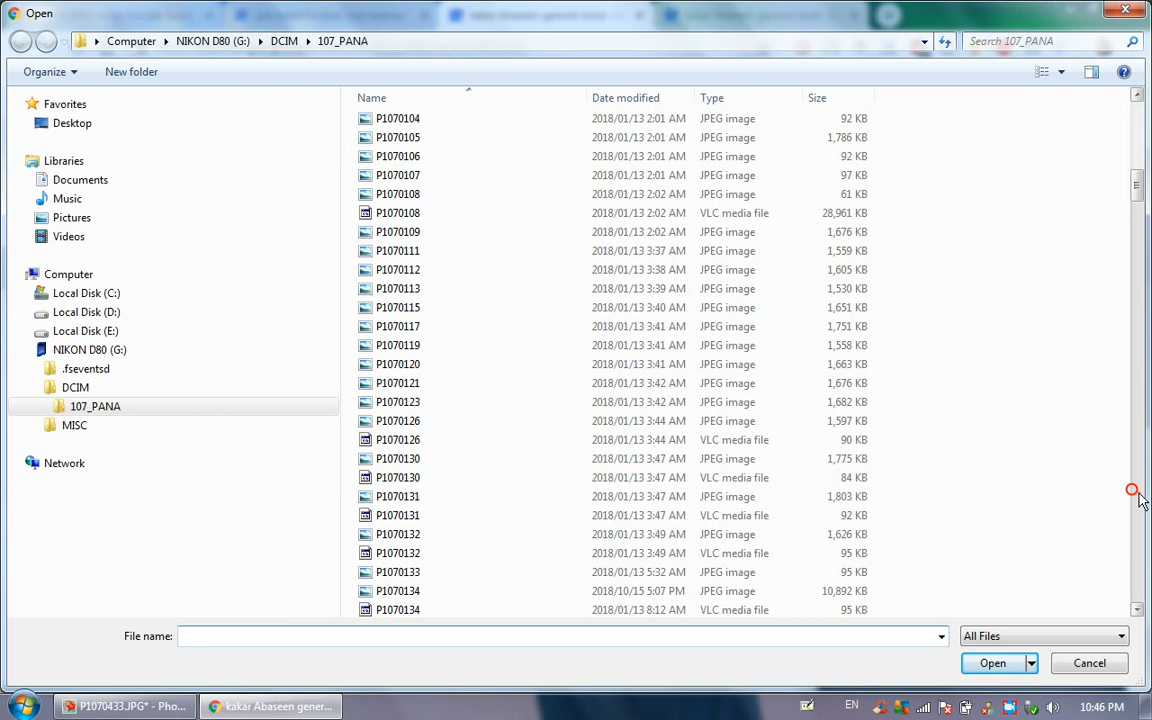 Open
Computer NIKON D80 (G:) DCIM 107_PANA Search 107_PANA
Organize New folder
Name Date modified Type Size
Favorites
Desktop
Libraries
Documents
Music
Pictures
Videos
Computer
Local Disk (C:)
Local Disk (D:)
Local Disk (E:)
NIKON D80 (G:)
.fseventsd
DCIM
107_PANA
MISC
Network
P1070104 2018/01/13 2:01 AM JPEG image 92 KB
P1070105 2018/01/13 2:01 AM JPEG image 1,786 KB
P1070106 2018/01/13 2:01 AM JPEG image 92 KB
P1070107 2018/01/13 2:01 AM JPEG image 97 KB
P1070108 2018/01/13 2:02 AM JPEG image 61 KB
P1070108 2018/01/13 2:02 AM VLC media file 28,961 KB
P1070109 2018/01/13 2:02 AM JPEG image 1,676 KB
P1070111 2018/01/13 3:37 AM JPEG image 1,559 KB
P1070112 2018/01/13 3:38 AM JPEG image 1,605 KB
P1070113 2018/01/13 3:39 AM JPEG image 1,530 KB
P1070115 2018/01/13 3:40 AM JPEG image 1,651 KB
P1070117 2018/01/13 3:41 AM JPEG image 1,751 KB
P1070119 2018/01/13 3:41 AM JPEG image 1,558 KB
P1070120 2018/01/13 3:41 AM JPEG image 1,663 KB
P1070121 2018/01/13 3:42 AM JPEG image 1,676 KB
P1070123 2018/01/13 3:42 AM JPEG image 1,682 KB
P1070126 2018/01/13 3:44 AM JPEG image 1,597 KB
P1070126 2018/01/13 3:44 AM VLC media file 90 KB
P1070130 2018/01/13 3:47 AM JPEG image 1,775 KB
P1070130 2018/01/13 3:47 AM VLC media file 84 KB
P1070131 2018/01/13 3:47 AM JPEG image 1,803 KB
P1070131 2018/01/13 3:47 AM VLC media file 92 KB
P1070132 2018/01/13 3:49 AM JPEG image 1,626 KB
P1070132 2018/01/13 3:49 AM VLC media file 95 KB
P1070133 2018/01/13 5:32 AM JPEG image 95 KB
P1070134 2018/10/15 5:07 PM JPEG image 10,892 KB
P1070134 2018/01/13 8:12 AM VLC media file 95 KB
File name: All Files
Open Cancel
P1070433.JPG* - Pho... kakar Abaseen gener... EN 10:46 PM